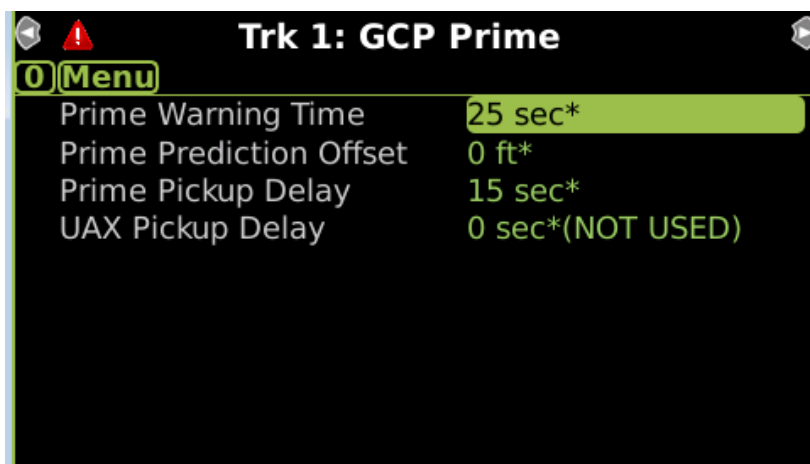 Trk 1: GCP Prime
0 Menu
Prime Warning Time 25 sec*
Prime Prediction Offset 0 ft*
Prime Pickup Delay 15 sec*
UAX Pickup Delay 0 sec*(NOT USED)